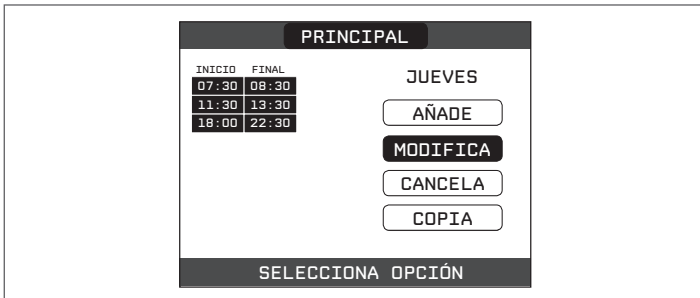 PRINCIPAL
INICIO FINAL
07:30 08:30
11:30 13:30
18:00 22:30
JUEVES
AÑADE
MODIFICA
CANCELA
COPIA
SELECCIONA OPCIÓN